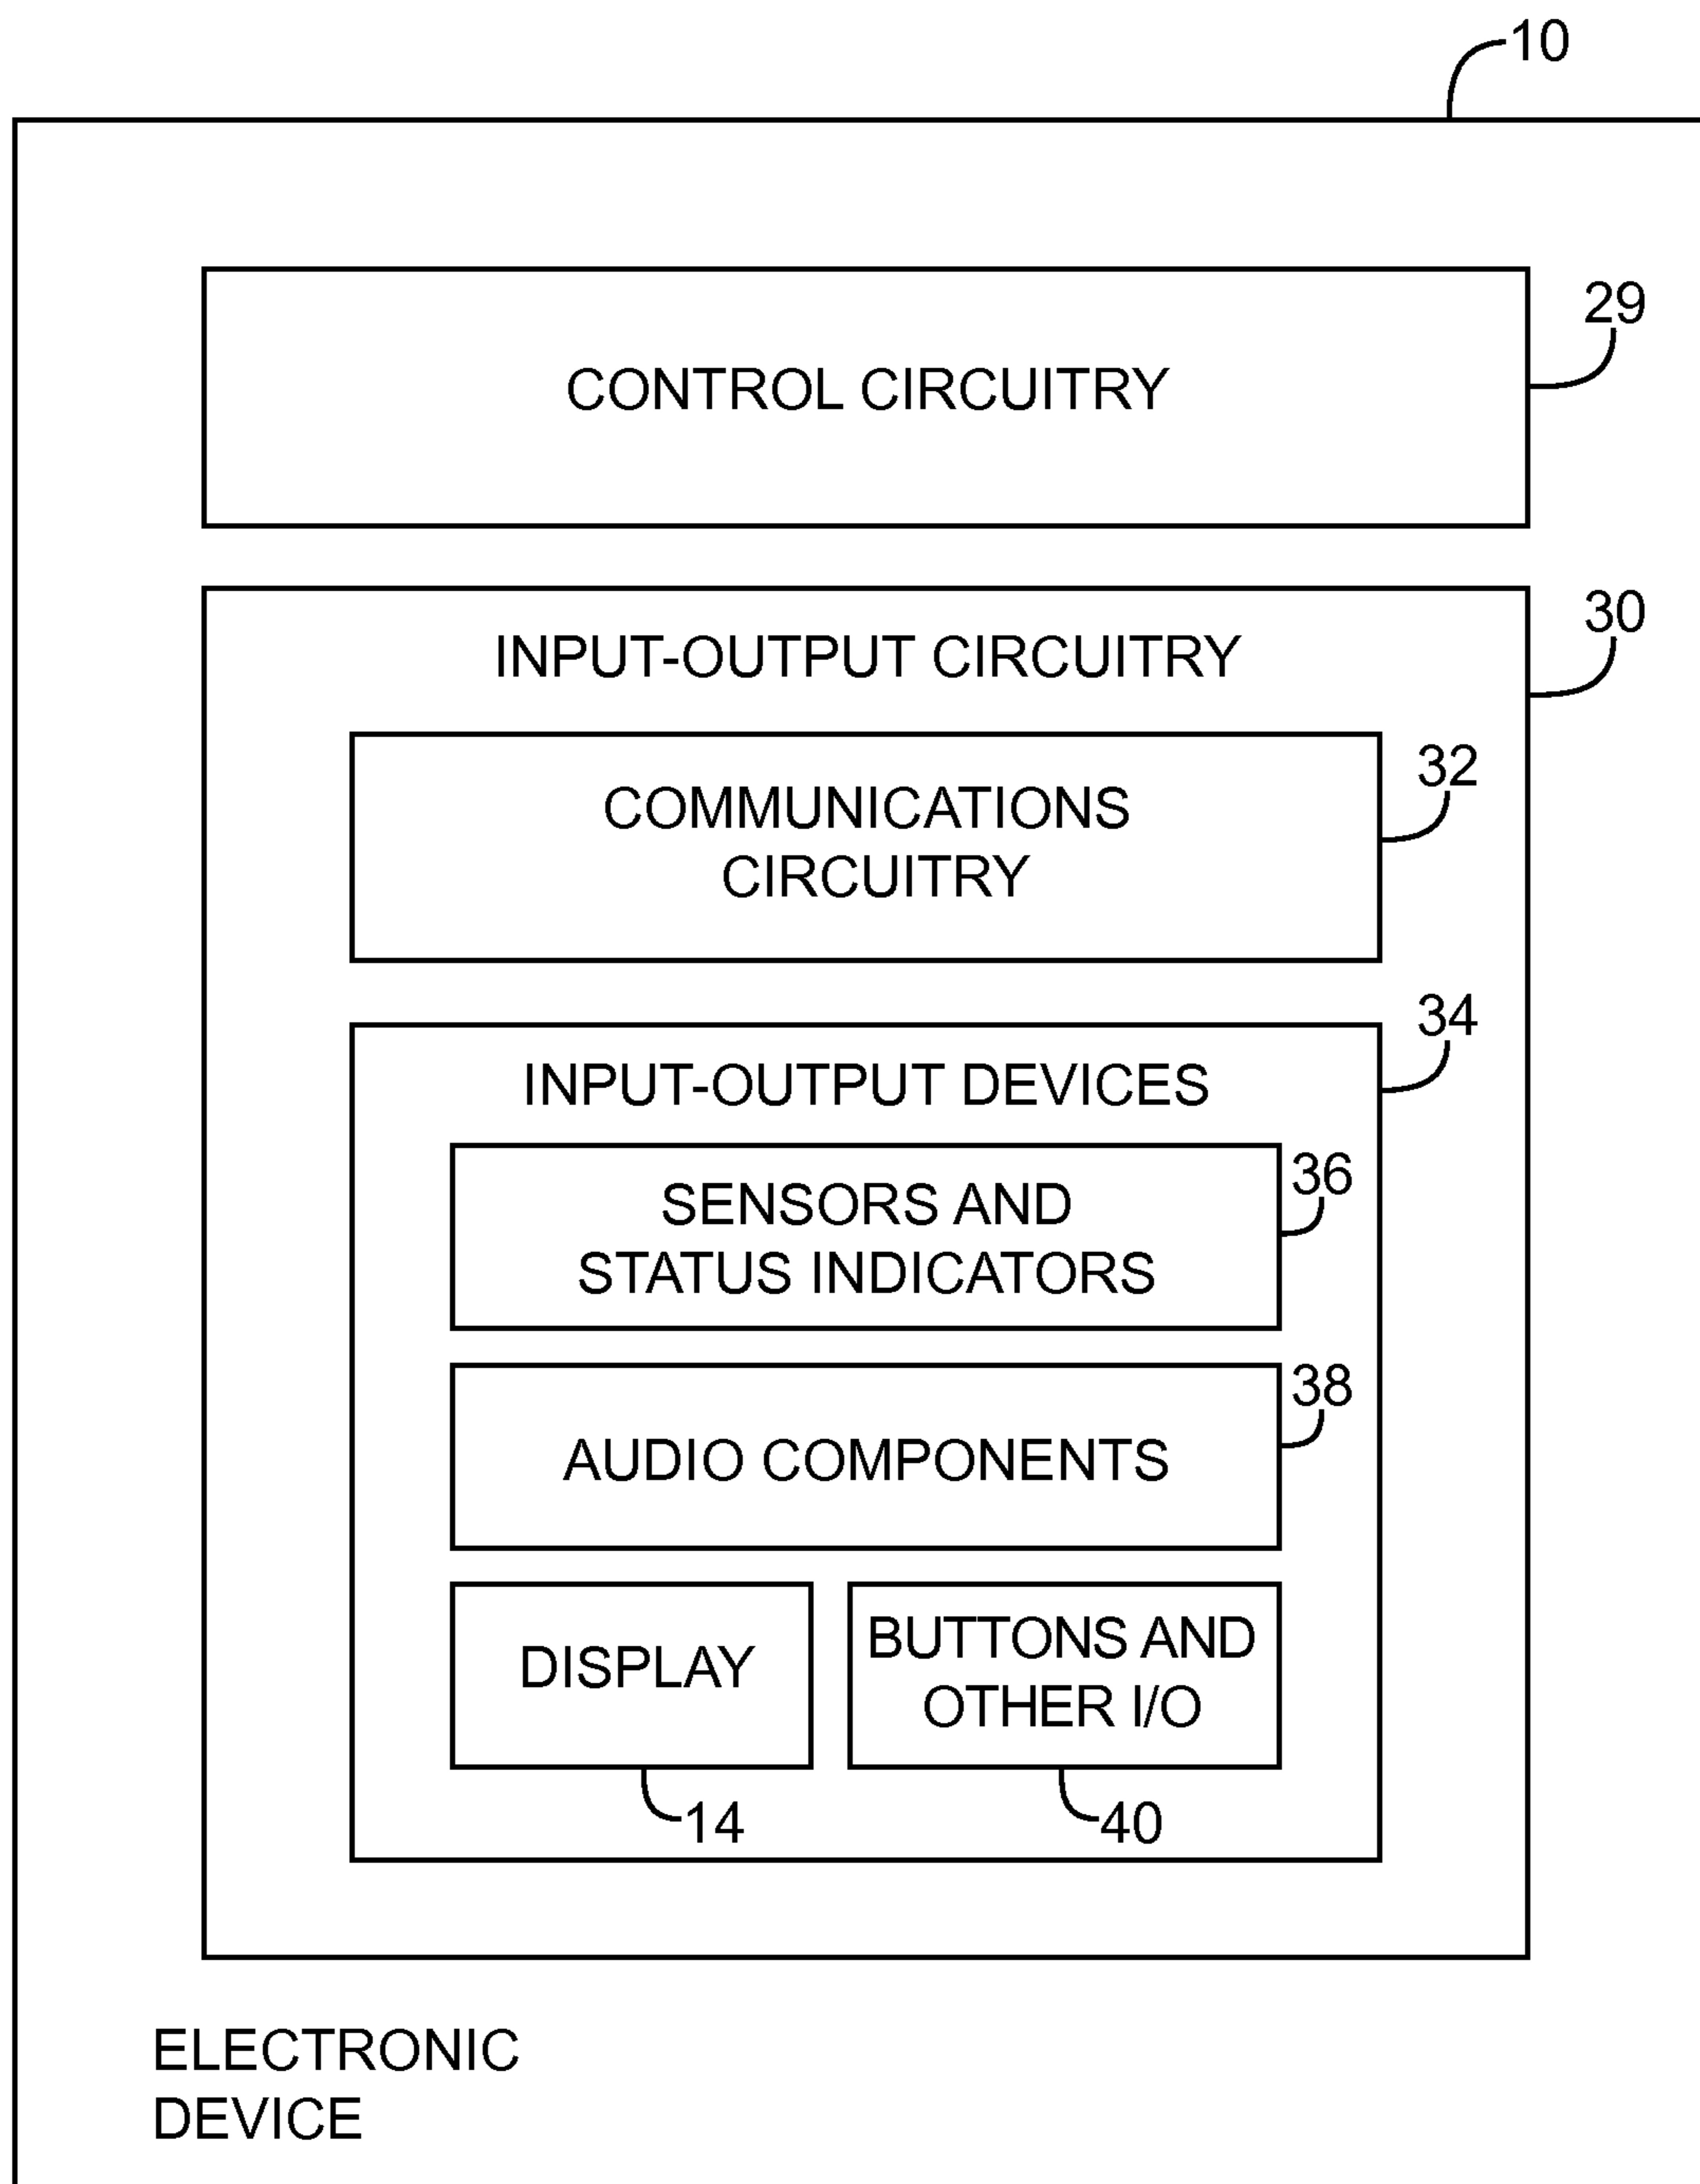 10
CONTROL CIRCUITRY
29
INPUT-OUTPUT CIRCUITRY
30
COMMUNICATIONS
CIRCUITRY
32
INPUT-OUTPUT DEVICES
34
SENSORS AND
STATUS INDICATORS
36
AUDIO COMPONENTS
38
DISPLAY
14
BUTTONS AND
OTHER I/O
40
ELECTRONIC
DEVICE